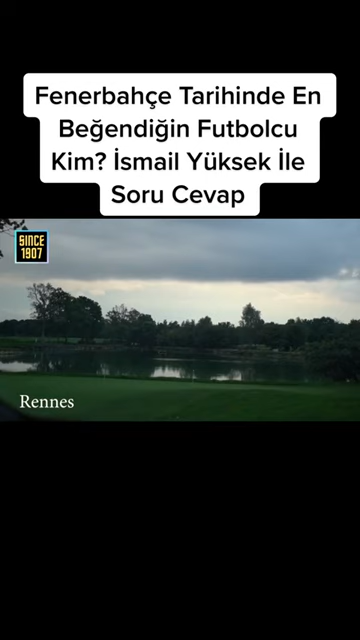 Fenerbahçe Tarihinde En
Beğendiğin Futbolcu
Kim? İsmail Yüksek İle
Soru Cevap
SINCE
1907
Rennes